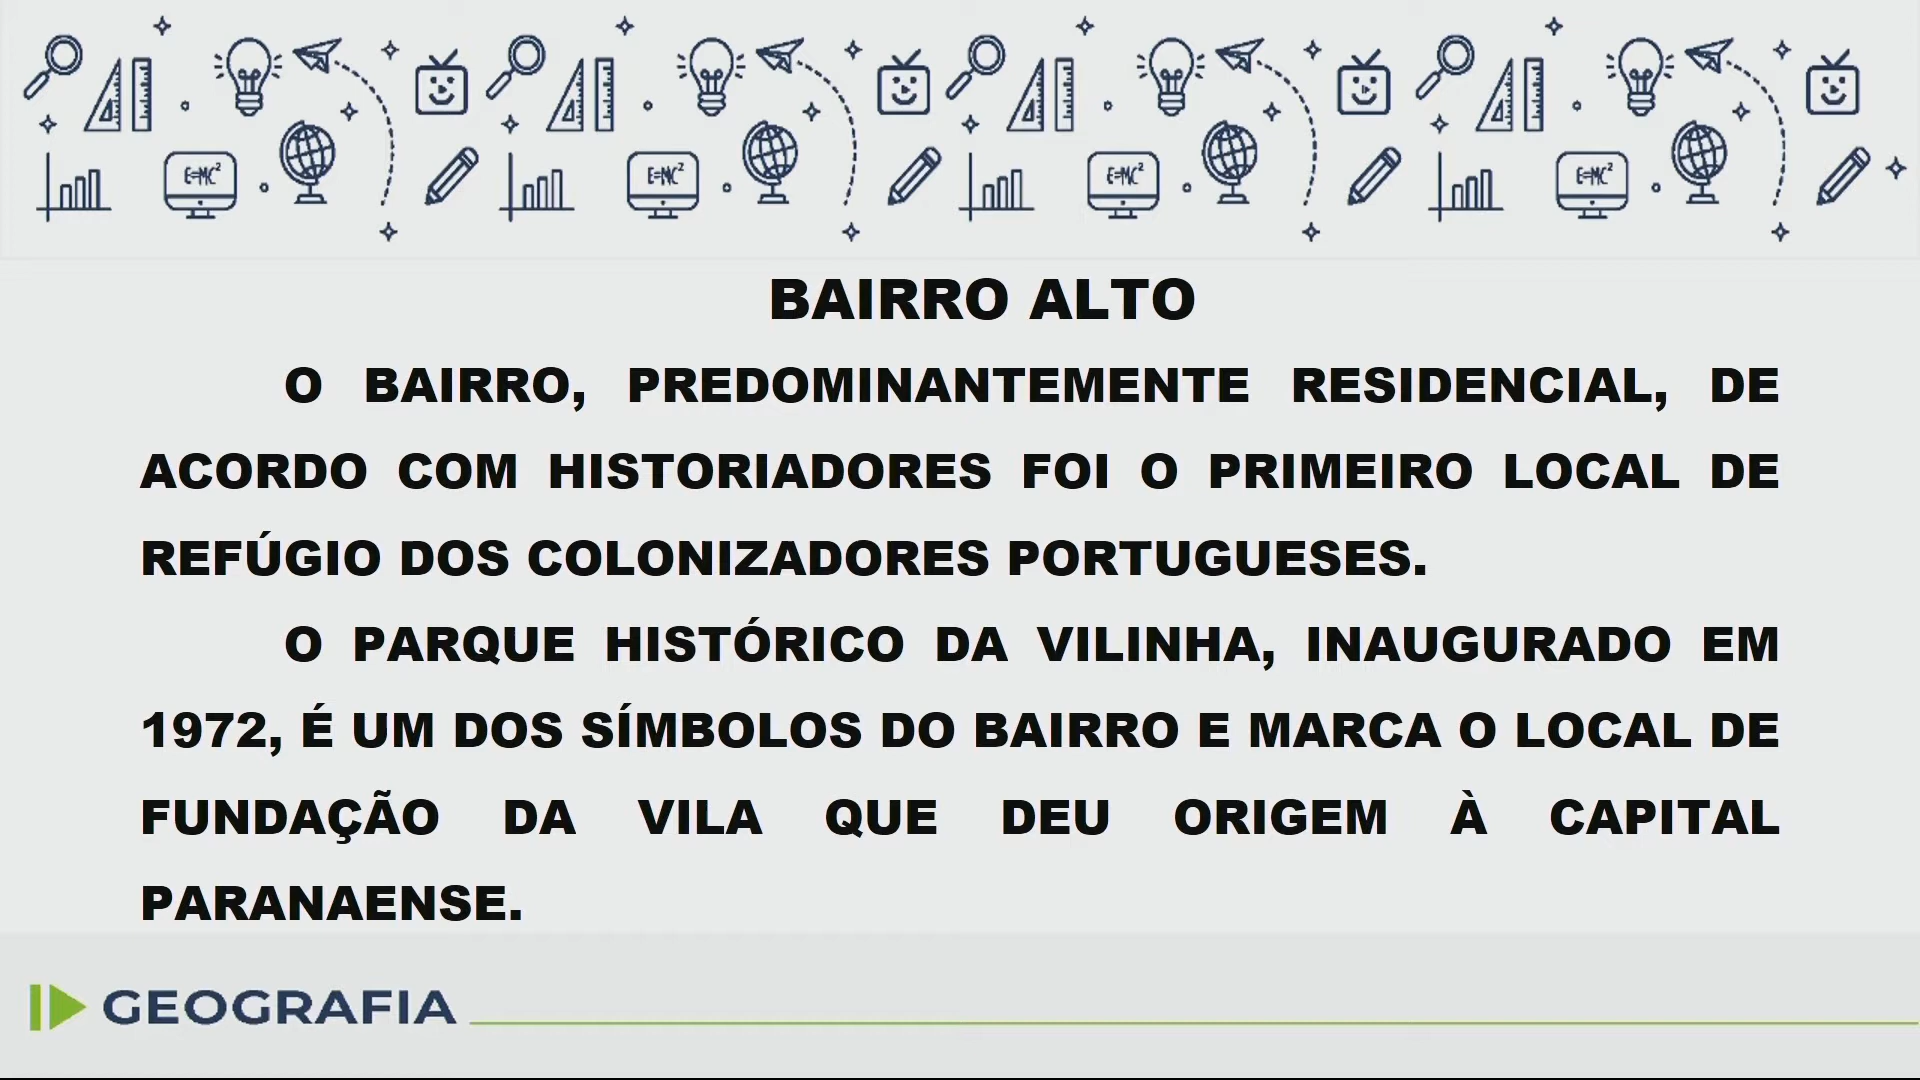 E=MC²
E=MC²
E=MC²
E=MC²
BAIRRO ALTO
O BAIRRO, PREDOMINANTEMENTE RESIDENCIAL, DE
ACORDO COM HISTORIADORES FOI O PRIMEIRO LOCAL DE
REFÚGIO DOS COLONIZADORES PORTUGUESES.
O PARQUE HISTÓRICO DA VILINHA, INAUGURADO EM
1972, É UM DOS SÍMBOLOS DO BAIRRO E MARCA O LOCAL DE
FUNDAÇÃO DA VILA QUE DEU ORIGEM À CAPITAL
PARANAENSE.
GEOGRAFIA